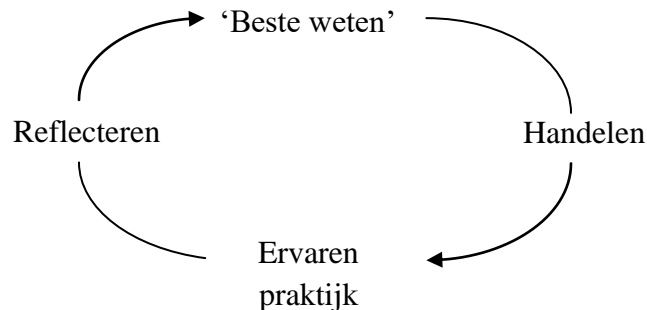 ‘Beste weten’
Reflecteren
Handelen
Ervaren
praktijk